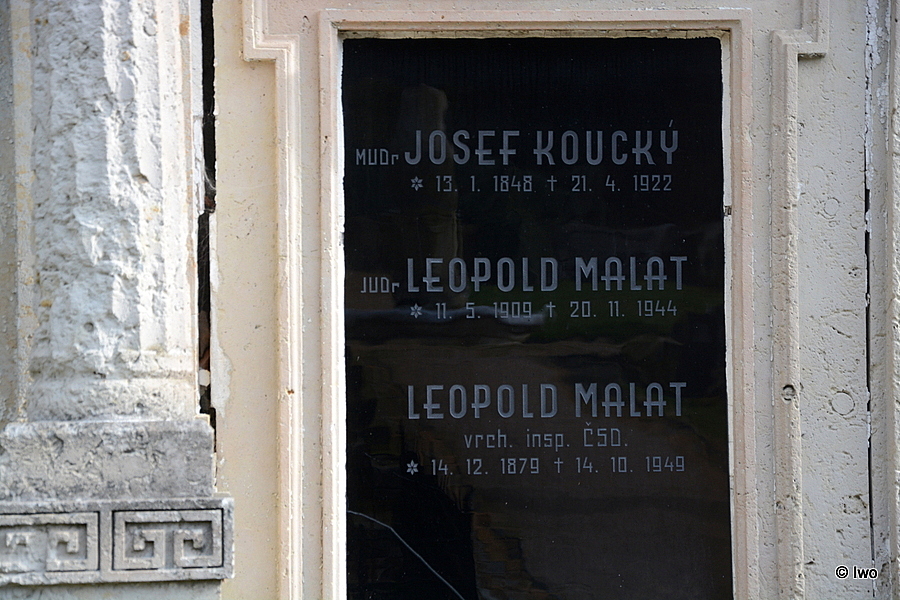 MUDr JOSEF KOUCKÝ
✲ 13. 1. 1848 † 21. 4. 1922
JUDr LEOPOLD MALAT
✲ 11. 5. 1909 † 20. 11. 1944
LEOPOLD MALAT
vrch. insp. ČSD.
✲ 14. 12. 1879 † 14. 10. 1949
© Iwo